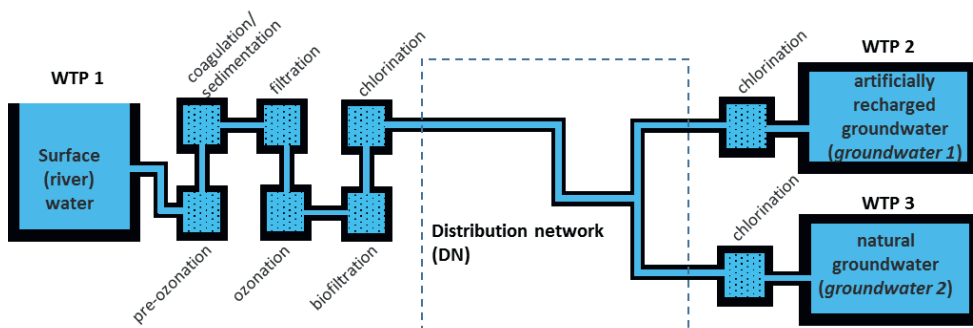 WTP 1
Surface
(river)
water
pre-ozonation
coagulation/
sedimentation
filtration
ozonation
biofiltration
chlorination
Distribution network
(DN)
chlorination
WTP 2
artificially
recharged
groundwater
(groundwater 1)
chlorination
WTP 3
natural
groundwater
(groundwater 2)